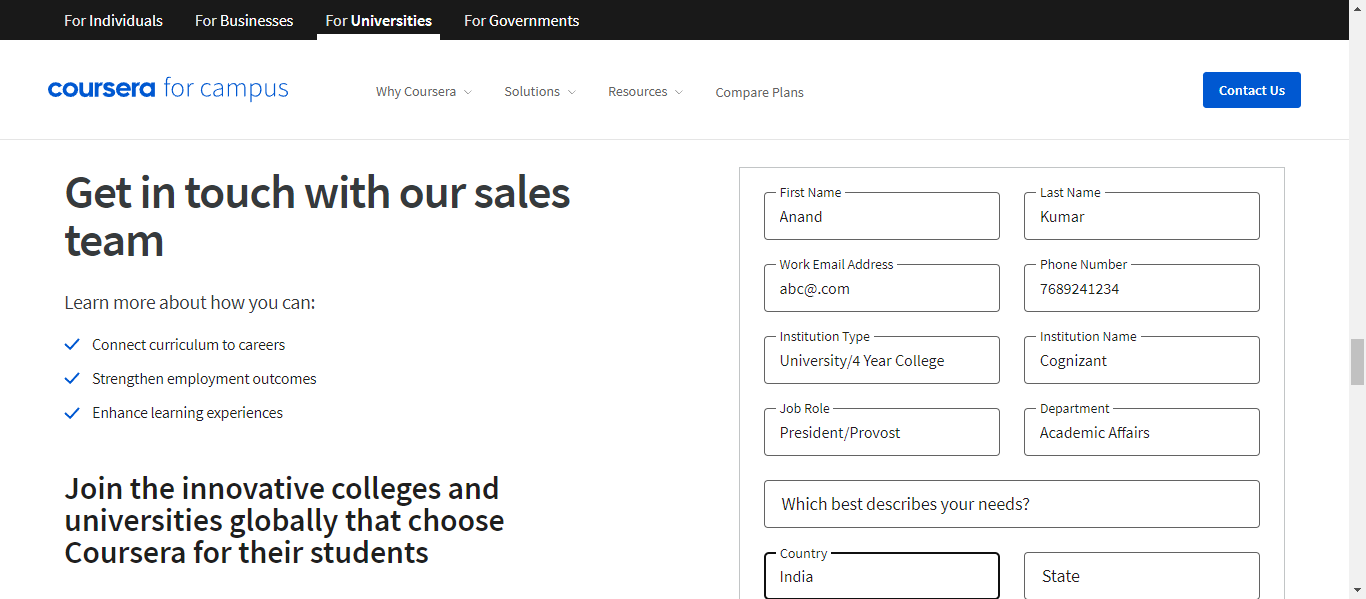 For Individuals For Businesses For Universities For Governments
coursera for campus Why Coursera Solutions Resources Compare Plans Contact Us
Get in touch with our sales
team
Learn more about how you can:
Connect curriculum to careers
Strengthen employment outcomes
Enhance learning experiences
Join the innovative colleges and
universities globally that choose
Coursera for their students
First Name Last Name
Anand Kumar
Work Email Address Phone Number
abc@.com 7689241234
Institution Type Institution Name
University/4 Year College Cognizant
Job Role Department
President/Provost Academic Affairs
Which best describes your needs?
Country
India State